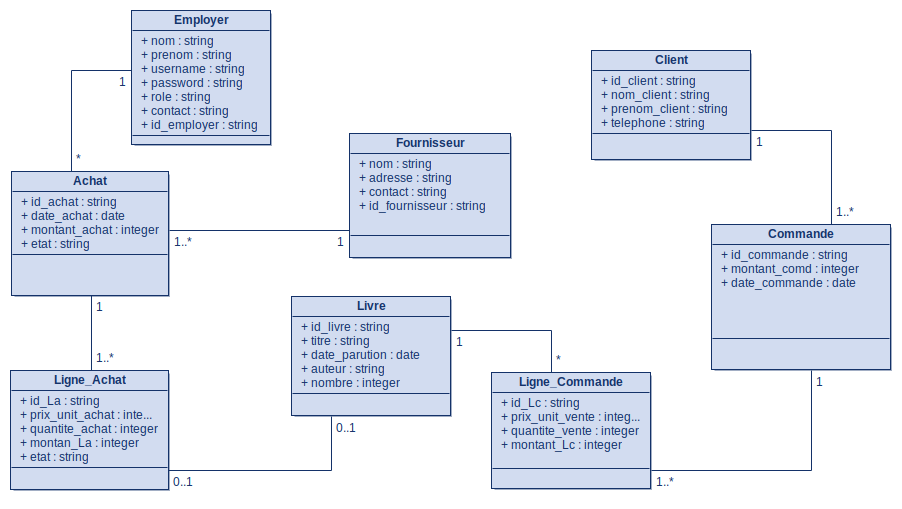 Employer
+ nom : string
+ prenom : string
+ username : string
+ password : string
+ role : string
+ contact : string
+ id_employer : string
1
*
Client
+ id_client : string
+ nom_client : string
+ prenom_client : string
+ telephone : string
1
1..*
Fournisseur
+ nom : string
+ adresse : string
+ contact : string
+ id_fournisseur : string
1
Achat
+ id_achat : string
+ date_achat : date
+ montant_achat : integer
+ etat : string
1..*
1
1..*
Commande
+ id_commande : string
+ montant_comd : integer
+ date_commande : date
1
Livre
+ id_livre : string
+ titre : string
+ date_parution : date
+ auteur : string
+ nombre : integer
1
*
0..1
Ligne_Achat
+ id_La : string
+ prix_unit_achat : inte...
+ quantite_achat : integer
+ montan_La : integer
+ etat : string
0..1
Ligne_Commande
+ id_Lc : string
+ prix_unit_vente : integ...
+ quantite_vente : integer
+ montant_Lc : integer
1..*